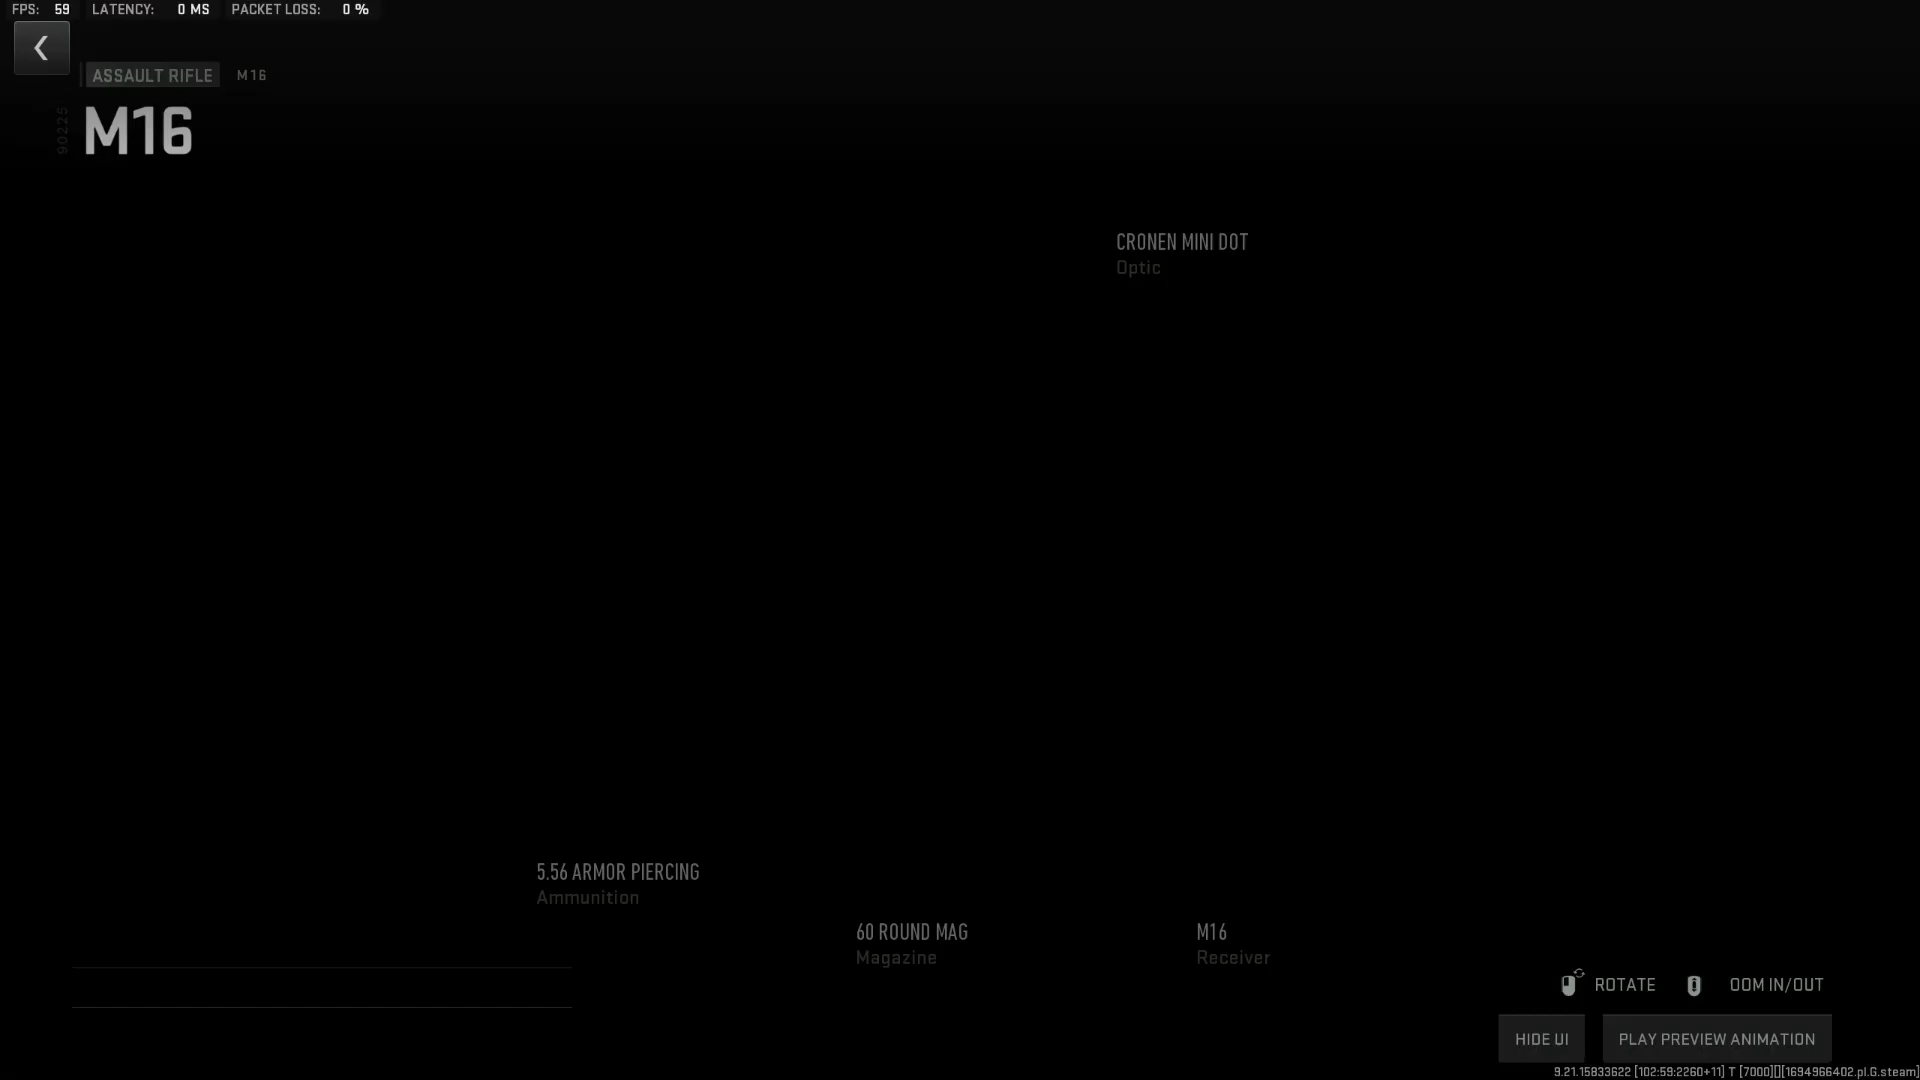 FPS: 59 LATENCY: 0 MS PACKET LOSS: 0 %
ASSAULT RIFLE M16
90225
M16
CRONEN MINI DOT
Optic
5.56 ARMOR PIERCING
Ammunition
60 ROUND MAG
Magazine
M16
Receiver
ROTATE OOM IN/OUT
HIDE UI PLAY PREVIEW ANIMATION
9.21.15833622 [102:59:2260+11] T [7000][][1694966402.pl.G.steam]